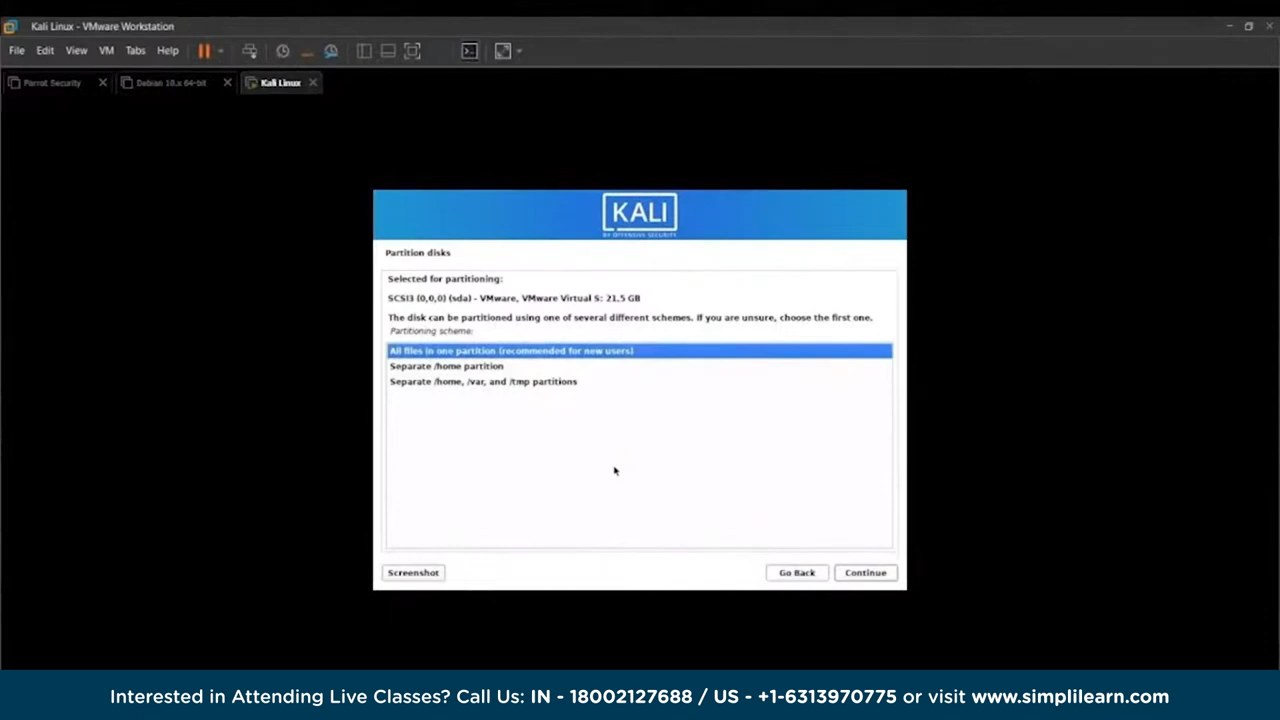 Kali Linux - VMware Workstation
File Edit View VM Tabs Help
Parrot Security Debian 10.x 64-bit Kali Linux
KALI
BY OFFENSIVE SECURITY
Partition disks
Selected for partitioning:
SCSI3 (0,0,0) (sda) - VMware, VMware Virtual S: 21.5 GB
The disk can be partitioned using one of several different schemes. If you are unsure, choose the first one.
Partitioning scheme:
All files in one partition (recommended for new users)
Separate /home partition
Separate /home, /var, and /tmp partitions
Screenshot Go Back Continue
Interested in Attending Live Classes? Call Us: IN - 18002127688 / US - +1-6313970775 or visit www.simplilearn.com